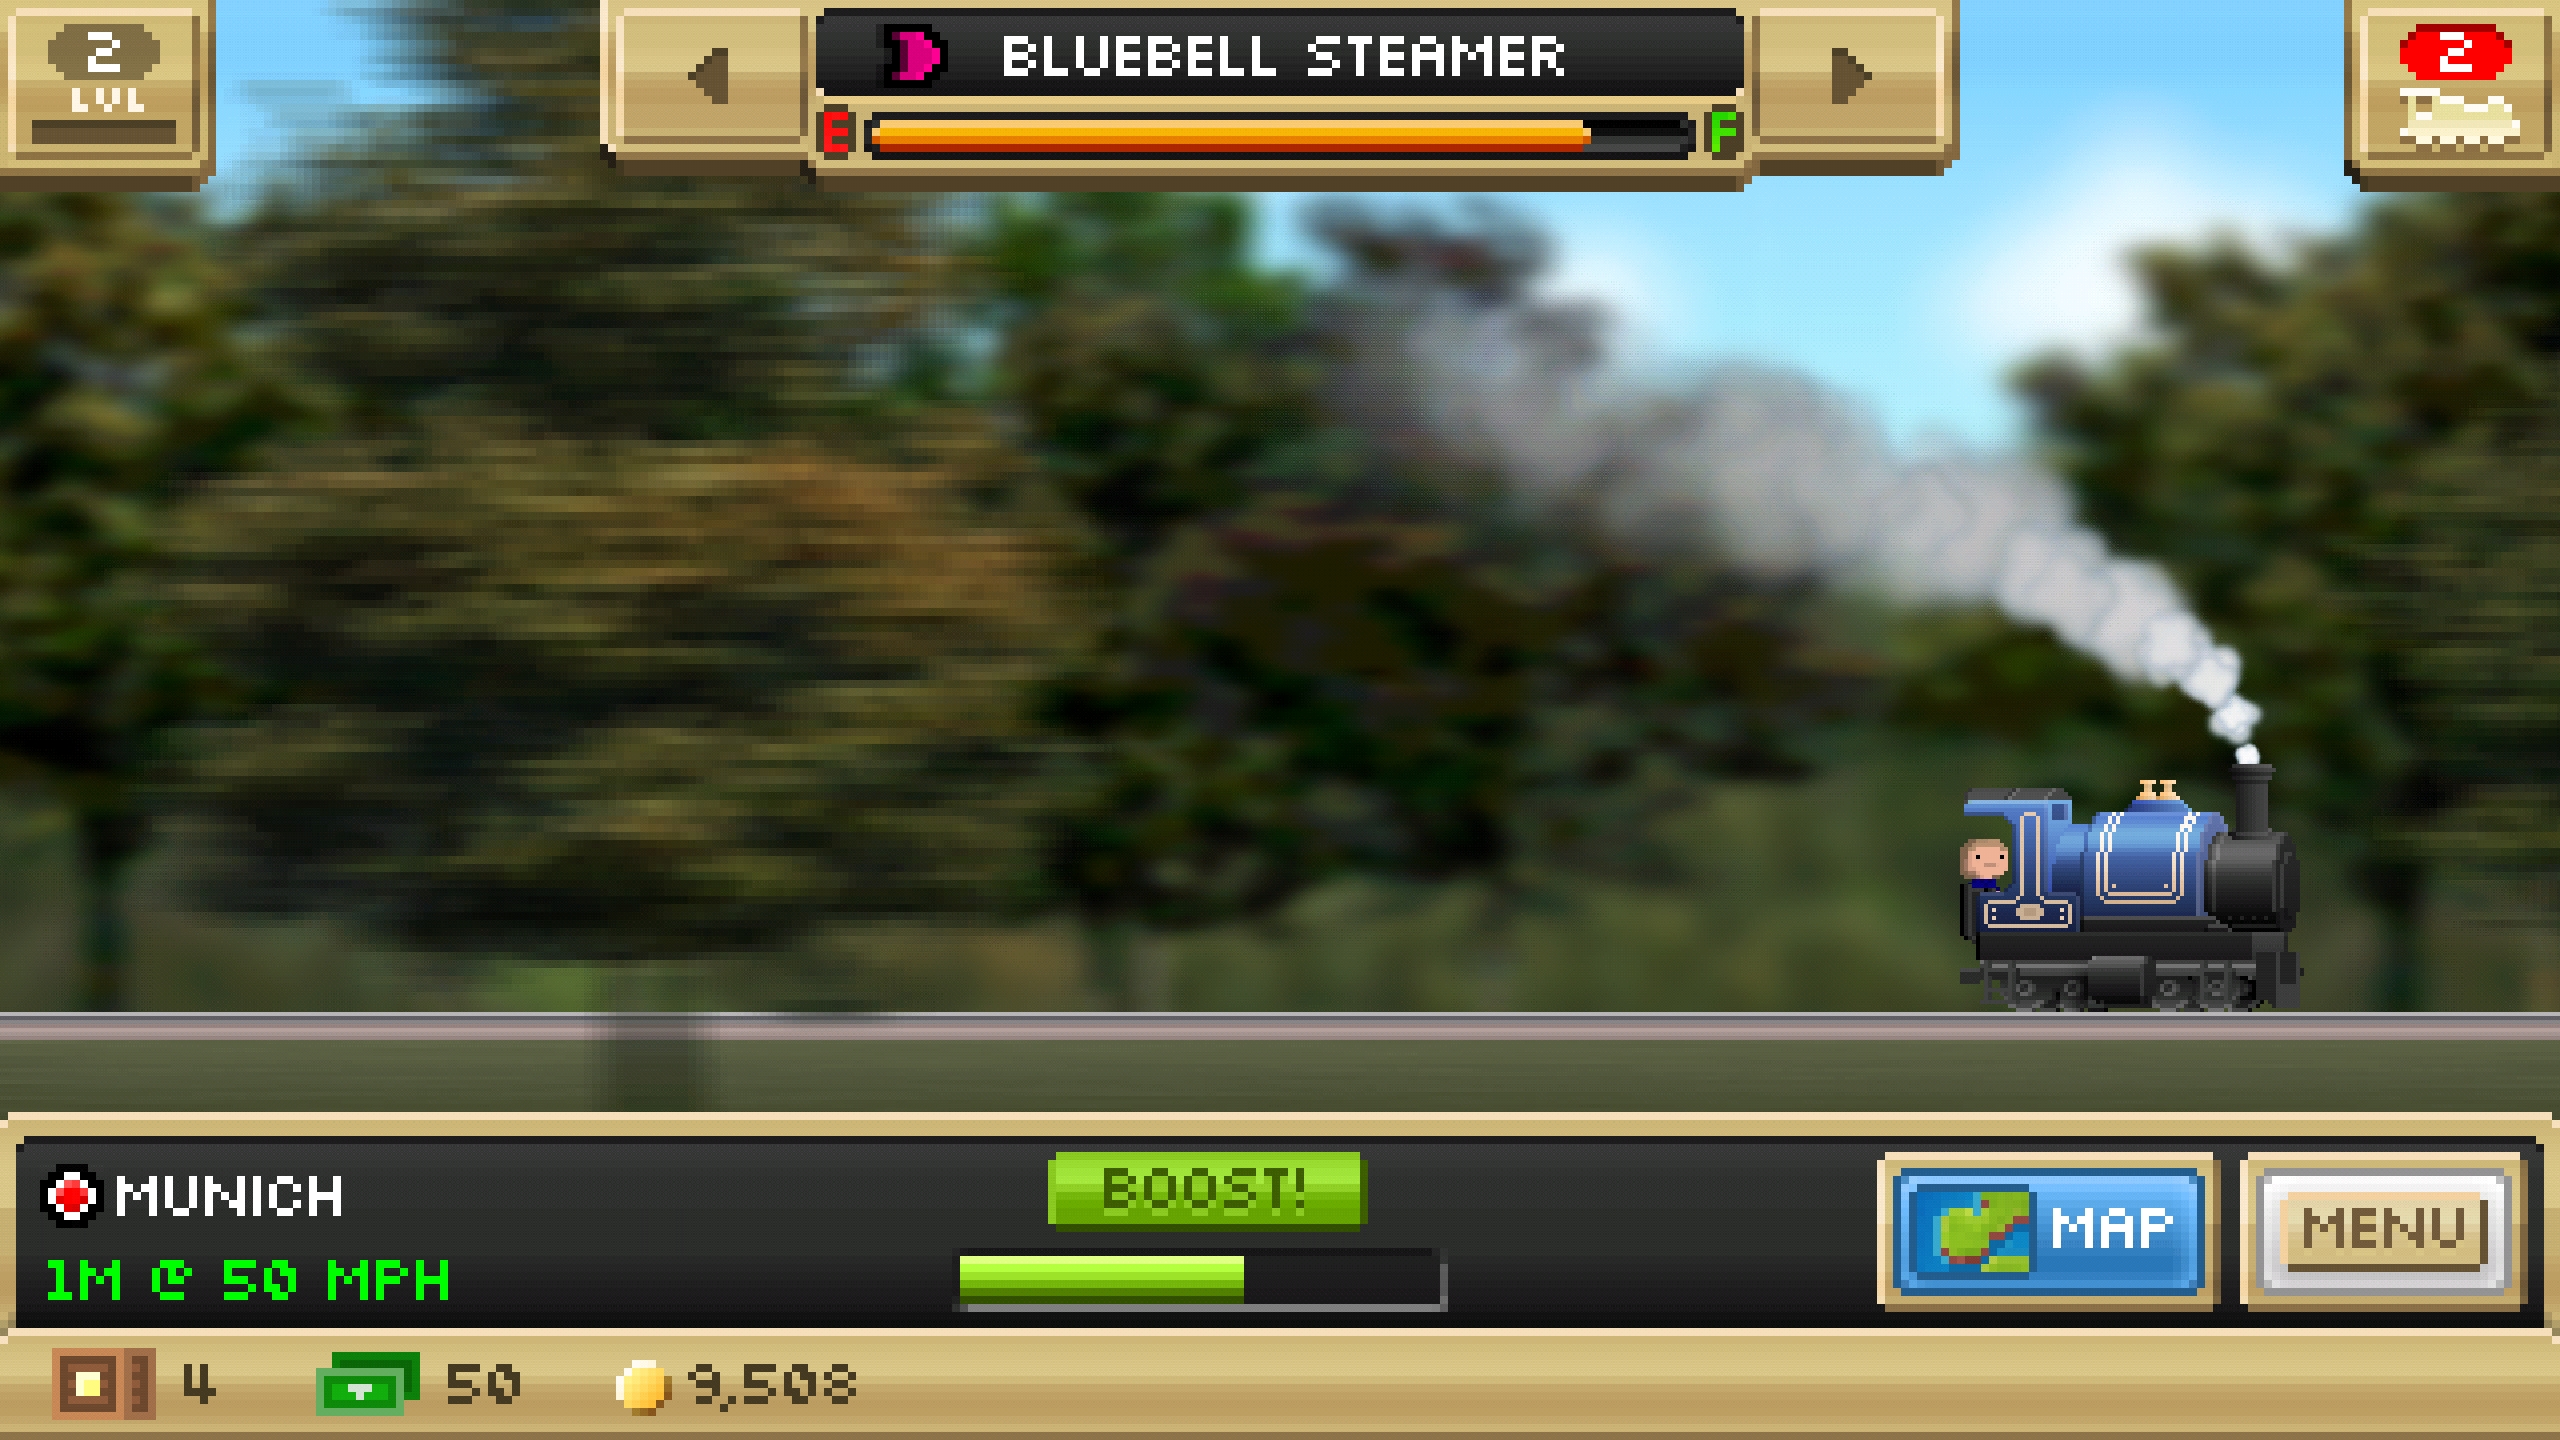 2
LVL
BLUEBELL STEAMER
E F
2
MUNICH
BOOST!
1M @ 50 MPH
MAP
MENU
4
50
9,508